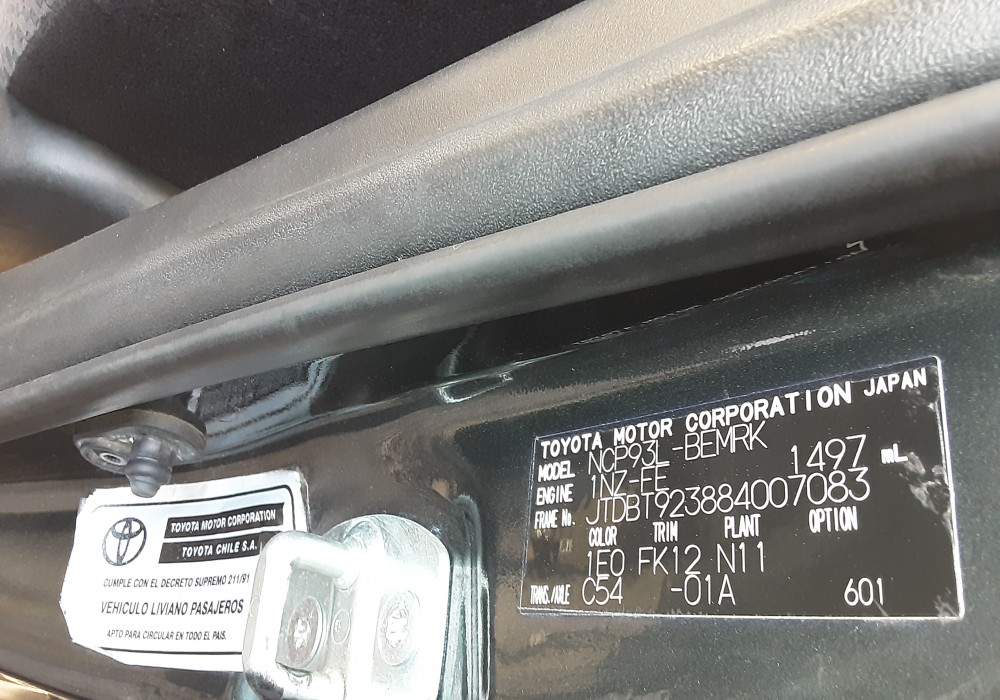 TOYOTA MOTOR CORPORATION
TOYOTA CHILE S.A.
CUMPLE CON EL DECRETO SUPREMO 211/91
VEHICULO LIVIANO PASAJEROS
APTO PARA CIRCULAR EN TODO EL PAIS.
TOYOTA MOTOR CORPORATION JAPAN
MODEL NCP93L-BEMRK
ENGINE 1NZ-FE 1497 mL
FRAME No. JTDBT923884007083
COLOR TRIM PLANT OPTION
1E0 FK12 N11
TRANS./AXLE C54 -01A 601